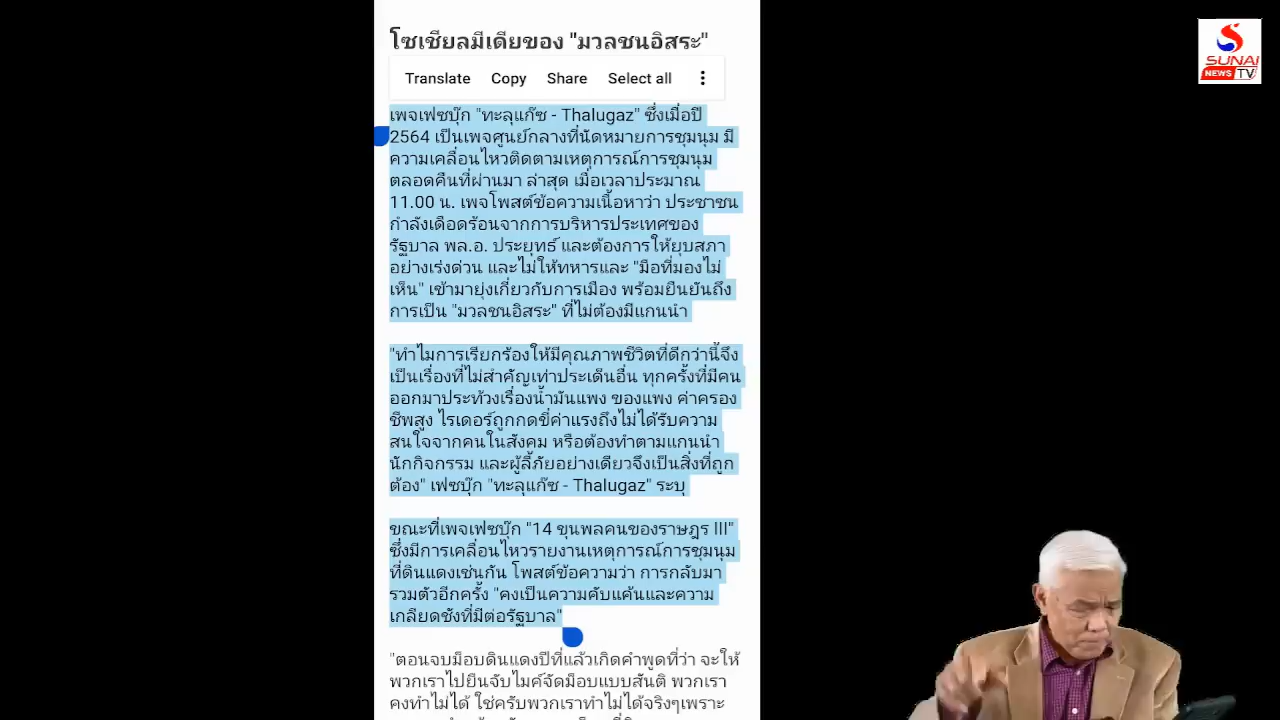 โซเชียลมีเดียของ "มวลชนอิสระ"
Translate Copy Share Select all
เพจเฟซบุ๊ก "ทะลุแก๊ซ - Thalugaz" ซึ่งเมื่อปี
2564 เป็นเพจศูนย์กลางที่นัดหมายการชุมนุม มี
ความเคลื่อนไหวติดตามเหตุการณ์การชุมนุม
ตลอดคืนที่ผ่านมา ล่าสุด เมื่อเวลาประมาณ
11.00 น. เพจโพสต์ข้อความเนื้อหาว่า ประชาชน
กำลังเดือดร้อนจากการบริหารประเทศของ
รัฐบาล พล.อ. ประยุทธ์ และต้องการให้ยุบสภา
อย่างเร่งด่วน และไม่ให้ทหารและ "มือที่มองไม่
เห็น" เข้ามายุ่งเกี่ยวกับการเมือง พร้อมยืนยันถึง
การเป็น "มวลชนอิสระ" ที่ไม่ต้องมีแกนนำ
"ทำไมการเรียกร้องให้มีคุณภาพชีวิตที่ดีกว่านี้จึง
เป็นเรื่องที่ไม่สำคัญเท่าประเด็นอื่น ทุกครั้งที่มีคน
ออกมาประท้วงเรื่องน้ำมันแพง ของแพง ค่าครอง
ชีพสูง ไรเดอร์ถูกกดขี่ค่าแรงถึงไม่ได้รับความ
สนใจจากคนในสังคม หรือต้องทำตามแกนนำ
นักกิจกรรม และผู้ลี้ภัยอย่างเดียวจึงเป็นสิ่งที่ถูก
ต้อง" เฟซบุ๊ก "ทะลุแก๊ซ - Thalugaz" ระบุ
ขณะที่เพจเฟซบุ๊ก "14 ขุนพลคนของราษฎร III"
ซึ่งมีการเคลื่อนไหวรายงานเหตุการณ์การชุมนุม
ที่ดินแดงเช่นกัน โพสต์ข้อความว่า การกลับมา
รวมตัวอีกครั้ง "คงเป็นความคับแค้นและความ
เกลียดชังที่มีต่อรัฐบาล"
"ตอนจบม็อบดินแดงปีที่แล้วเกิดคำพูดที่ว่า จะให้
พวกเราไปยืนจับไมค์จัดม็อบแบบสันติ พวกเรา
คงทำไม่ได้ ใช่ครับพวกเราทำไม่ได้จริงๆเพราะ
SUNAI
NEWS TV